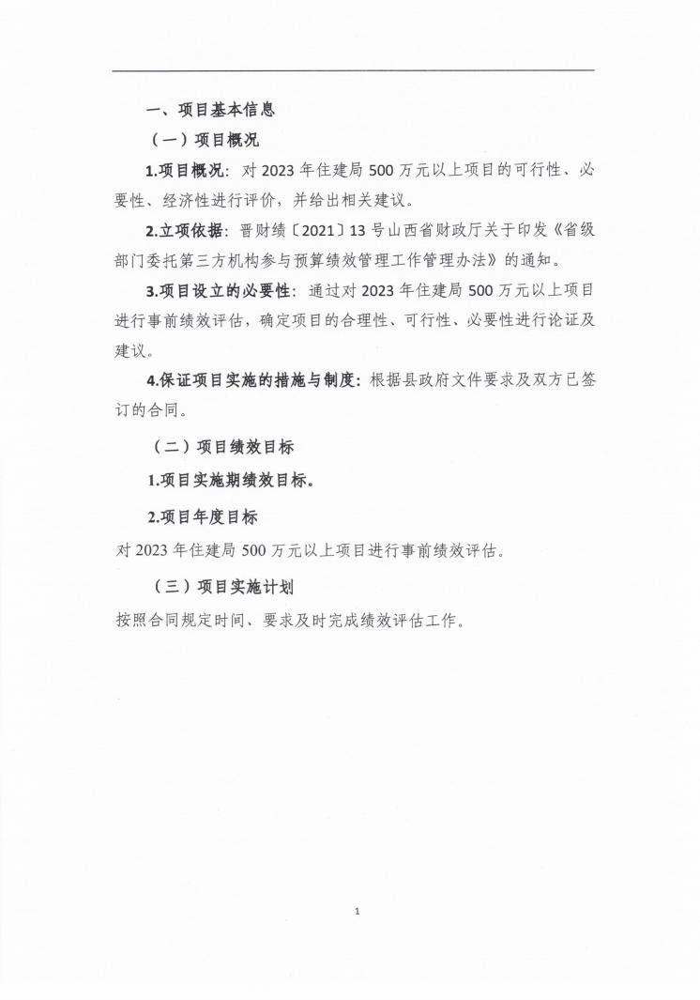 一、项目基本信息
（一）项目概况
1.项目概况：对 2023 年住建局 500 万元以上项目的可行性、必
要性、经济性进行评价，并给出相关建议。
2.立项依据：晋财绩〔2021〕13 号山西省财政厅关于印发《省级
部门委托第三方机构参与预算绩效管理工作管理办法》的通知。
3.项目设立的必要性：通过对 2023 年住建局 500 万元以上项目
进行事前绩效评估，确定项目的合理性、可行性、必要性进行论证及
建议。
4.保证项目实施的措施与制度：根据县政府文件要求及双方已签
订的合同。
（二）项目绩效目标
1.项目实施期绩效目标。
2.项目年度目标
对 2023 年住建局 500 万元以上项目进行事前绩效评估。
（三）项目实施计划
按照合同规定时间、要求及时完成绩效评估工作。
1